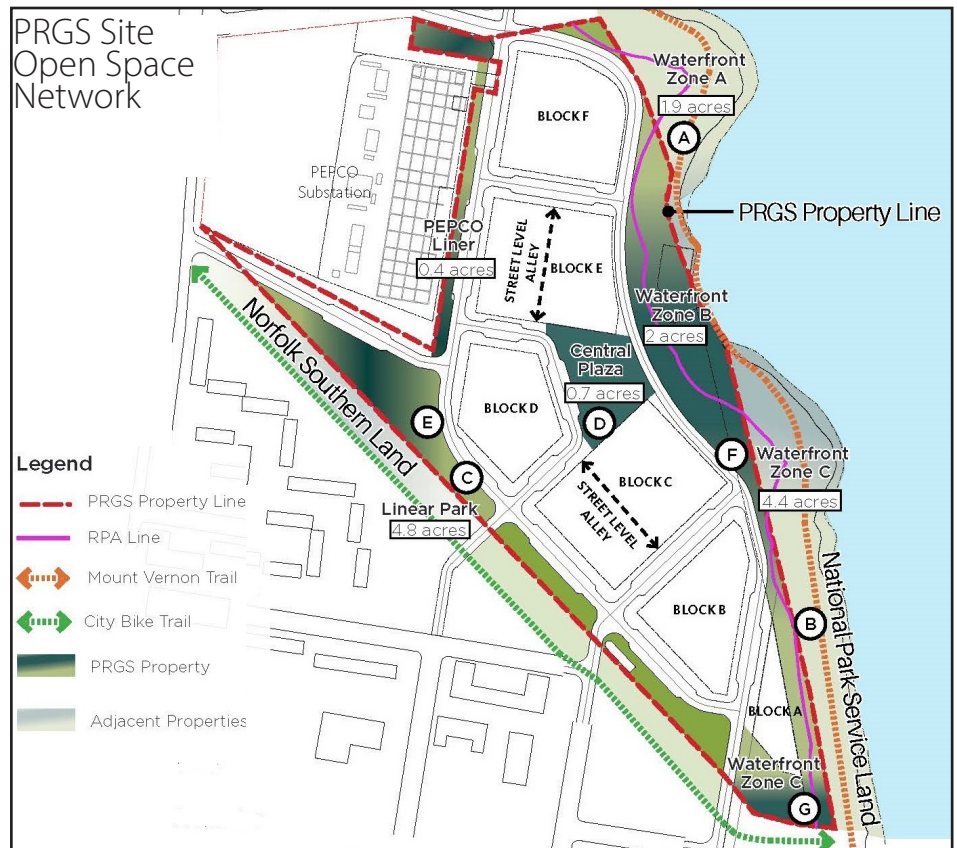 PRGS Site
Open Space
Network
Waterfront
Zone A
1.9 acres
A
BLOCK F
PEPCO
Substation
PRGS Property Line
PEPCO
Liner
0.4 acres
STREET LEVEL
ALLEY
BLOCK E
Waterfront
Zone B
2 acres
Central
Plaza
0.7 acres
D
Norfolk Southern Land
BLOCK D
E
C
F
Waterfront
Zone C
4.4 acres
BLOCK C
STREET LEVEL
ALLEY
Linear Park
4.8 acres
Legend
PRGS Property Line
RPA Line
Mount Vernon Trail
City Bike Trail
PRGS Property
Adjacent Properties
BLOCK B
B
National Park Service Land
BLOCK A
Waterfront
Zone C
G